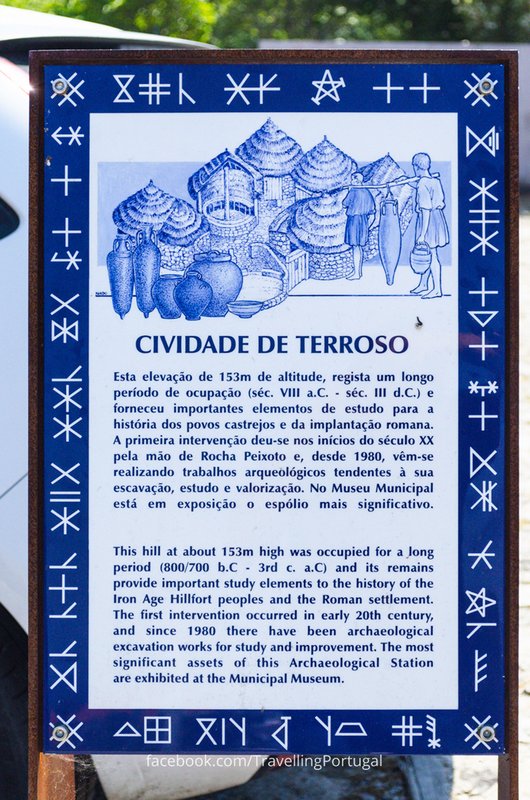 CIVIDADE DE TERROSO
Esta elevação de 153m de altitude, regista um longo
período de ocupação (séc. VIII a.C. - séc. III d.C.) e
forneceu importantes elementos de estudo para a
história dos povos castrejos e da implantação romana.
A primeira intervenção deu-se nos inícios do século XX
pela mão de Rocha Peixoto e, desde 1980, vêm-se
realizando trabalhos arqueológicos tendentes à sua
escavação, estudo e valorização. No Museu Municipal
está em exposição o espólio mais significativo.
This hill at about 153m high was occupied for a long
period (800/700 b.C - 3rd c. a.C) and its remains
provide important study elements to the history of the
Iron Age Hillfort peoples and the Roman settlement.
The first intervention occurred in early 20th century,
and since 1980 there have been archaeological
excavation works for study and improvement. The most
significant assets of this Archaeological Station
are exhibited at the Municipal Museum.
facebook.com/TravellingPortugal